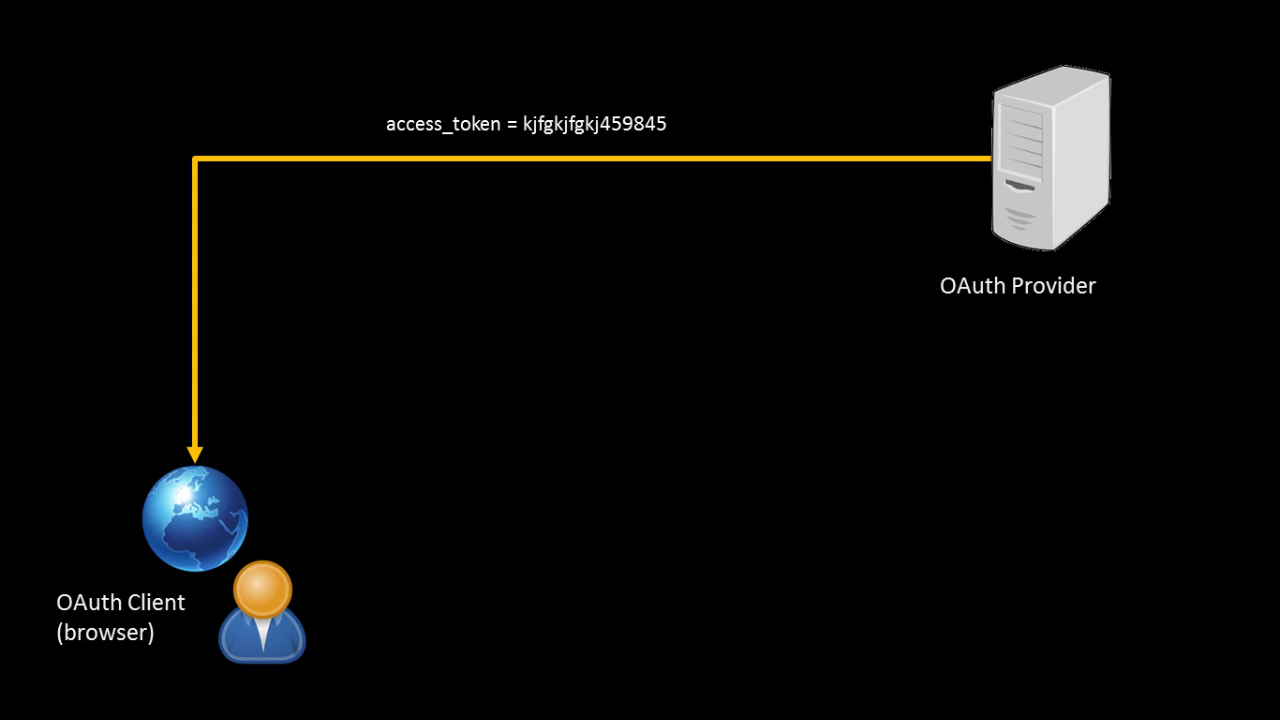 access_token = kjfgkjfgkj459845
OAuth Provider
OAuth Client
(browser)